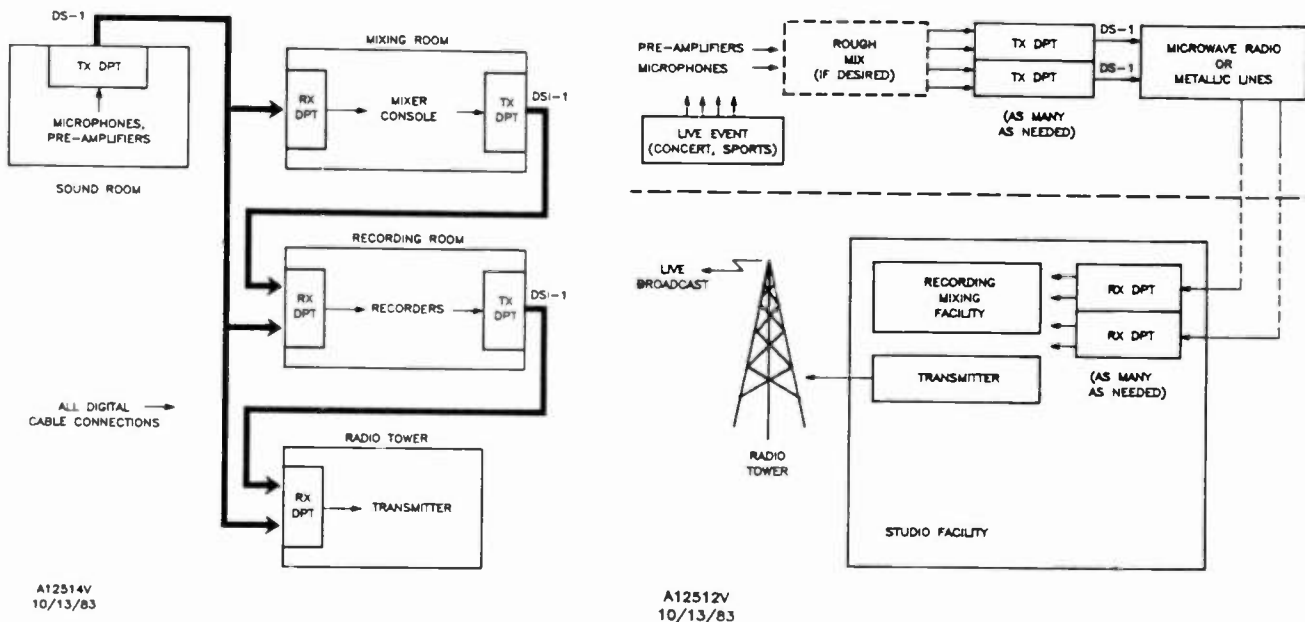 DS-1
TX DPT
MICROPHONES,
PRE-AMPLIFIERS
SOUND ROOM
MIXING ROOM
RX
DPT
MIXER
CONSOLE
TX
DPT
DSI-1
RECORDING ROOM
RX
DPT
RECORDERS
TX
DPT
DSI-1
ALL DIGITAL
CABLE CONNECTIONS
RADIO TOWER
RX
DPT
TRANSMITTER
A12514V
10/13/83
PRE-AMPLIFIERS
MICROPHONES
ROUGH
MIX
(IF DESIRED)
LIVE EVENT
(CONCERT, SPORTS)
TX DPT
TX DPT
(AS MANY
AS NEEDED)
DS-1
DS-1
MICROWAVE RADIO
OR
METALLIC LINES
LIVE
BROADCAST
RADIO
TOWER
RECORDING
MIXING
FACILITY
TRANSMITTER
RX DPT
RX DPT
(AS MANY
AS NEEDED)
STUDIO FACILITY
A12512V
10/13/83